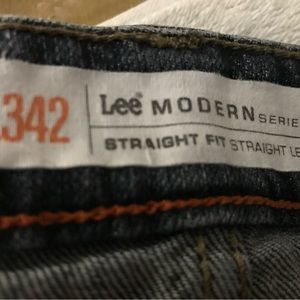 342
Lee MODERN SERIE
STRAIGHT FIT STRAIGHT LE